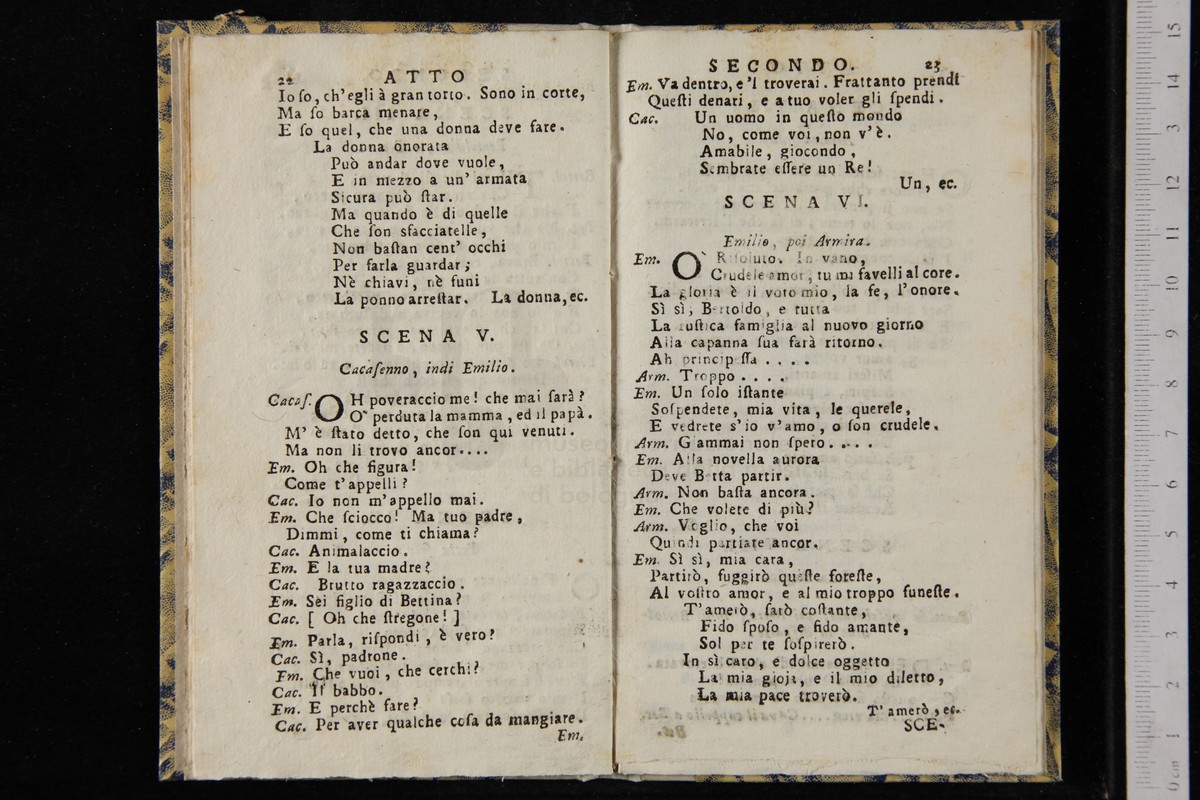 22 ATTO
Io ſo, ch'egli à gran torto. Sono in corte,
Ma ſo barca menare,
E ſo quel, che una donna deve fare.
La donna onorata
Può andar dove vuole,
E in mezzo a un' armata
Sicura può ſtar.
Ma quando è di quelle
Che ſon sfacciatelle,
Non baſtan cent' occhi
Per farla guardar;
Nè chiavi, nè funi
La ponno arreſtar. La donna, ec.
SCENA V.
Cacaſenno, indi Emilio.
Cacaſ. OH poveraccio me! che mai ſarà?
O' perduta la mamma, ed il papà.
M' è ſtato detto, che ſon qui venuti.
Ma non li trovo ancor....
Em. Oh che figura!
Come t'appelli?
Cac. Io non m'appello mai.
Em. Che ſciocco! Ma tuo padre,
Dimmi, come ti chiama?
Cac. Animalaccio.
Em. E la tua madre?
Cac. Brutto ragazzaccio.
Em. Sei figlio di Bettina?
Cac. [ Oh che ſtregone! ]
Em. Parla, riſpondi, è vero?
Cac. Sì, padrone.
Em. Che vuoi, che cerchi?
Cac. Il babbo.
Em. E perchè fare?
Cac. Per aver qualche coſa da mangiare.
Em.
SECONDO. 23
Em. Va dentro, e 'l troverai. Frattanto prendi
Queſti denari, e a tuo voler gli ſpendi.
Cac. Un uomo in queſto mondo
No, come voi, non v'è.
Amabile, giocondo,
Sembrate eſſere un Re!
Un, ec.
SCENA VI.
Emilio, poi Armira.
Em. O' Riſoluto. In vano,
Crudele amor, tu mi favelli al core.
La gloria è il voto mio, la fe, l'onore.
Sì sì; Bertoldo, e tutta
La ruſtica famiglia al nuovo giorno
Alla capanna ſua farà ritorno.
Ah principeſſa ....
Arm. Troppo ....
Em. Un ſolo iſtante
Soſpendete, mia vita, le querele,
E vedrete s'io v'amo, o ſon crudele.
Arm. Giammai non ſpero.....
Em. Alla novella aurora
Deve Betta partir.
Arm. Non baſta ancora.
Em. Che volete di più?
Arm. Voglio, che voi
Quindi partiate ancor.
Em. Sì sì, mia cara,
Partirò, fuggirò queſte foreſte,
Al voſtro amor, e al mio troppo funeſte.
T'amerò, ſarò coſtante,
Fido ſpoſo, e fido amante,
Sol per te ſoſpirerò.
In sì caro, e dolce oggetto
La mia gioja, e il mio diletto,
La mia pace troverò.
T'amerò, ec.
SCE-